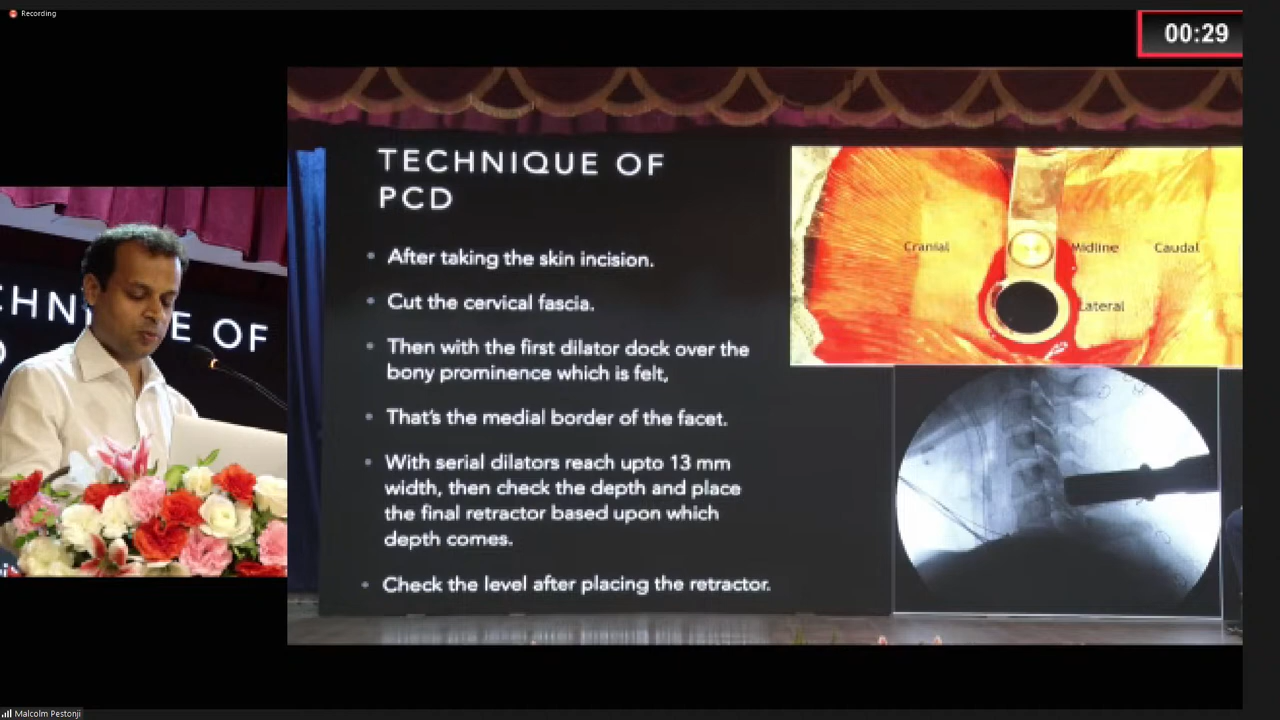 Recording
00:29
TECHNIQUE OF
PCD
After taking the skin incision.
Cut the cervical fascia.
Then with the first dilator dock over the
bony prominence which is felt,
That's the medial border of the facet.
With serial dilators reach upto 13 mm
width, then check the depth and place
the final retractor based upon which
depth comes.
Check the level after placing the retractor.
Cranial
Midline
Caudal
Lateral
CHNIQUE OF
D
Malcolm Pestonji